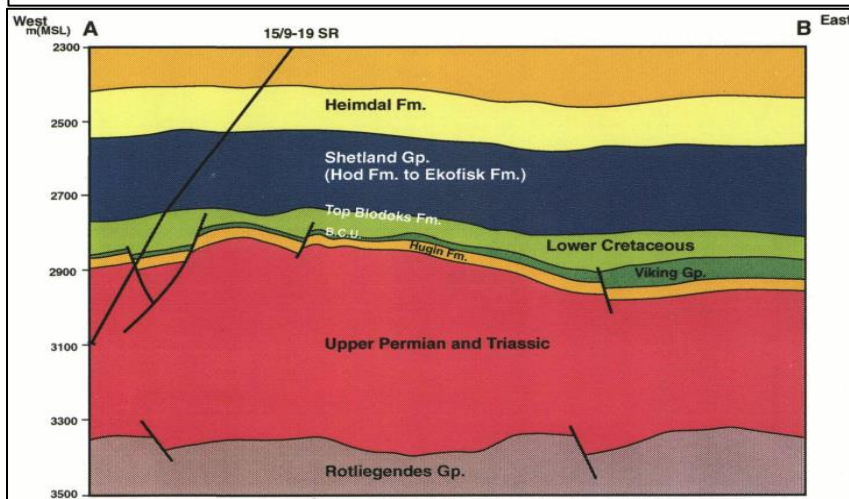 West
m(MSL)
A
15/9-19 SR
B
East
2300
Heimdal Fm.
2500
Shetland Gp.
(Hod Fm. to Ekofisk Fm.)
2700
Top Blodoks Fm.
B.C.U.
Hugin Fm.
Lower Cretaceous
Viking Gp.
2900
3100
Upper Permian and Triassic
3300
Rotliegendes Gp.
3500